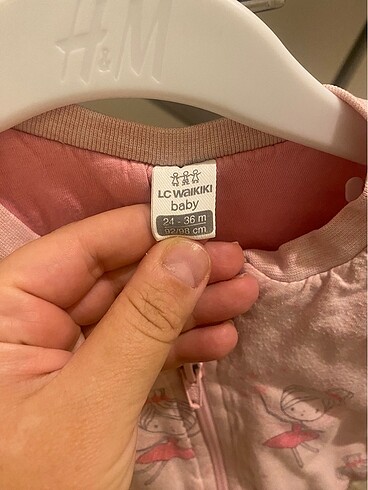 H&M
LC WAIKIKI
baby
24 - 36 m
92/98 cm